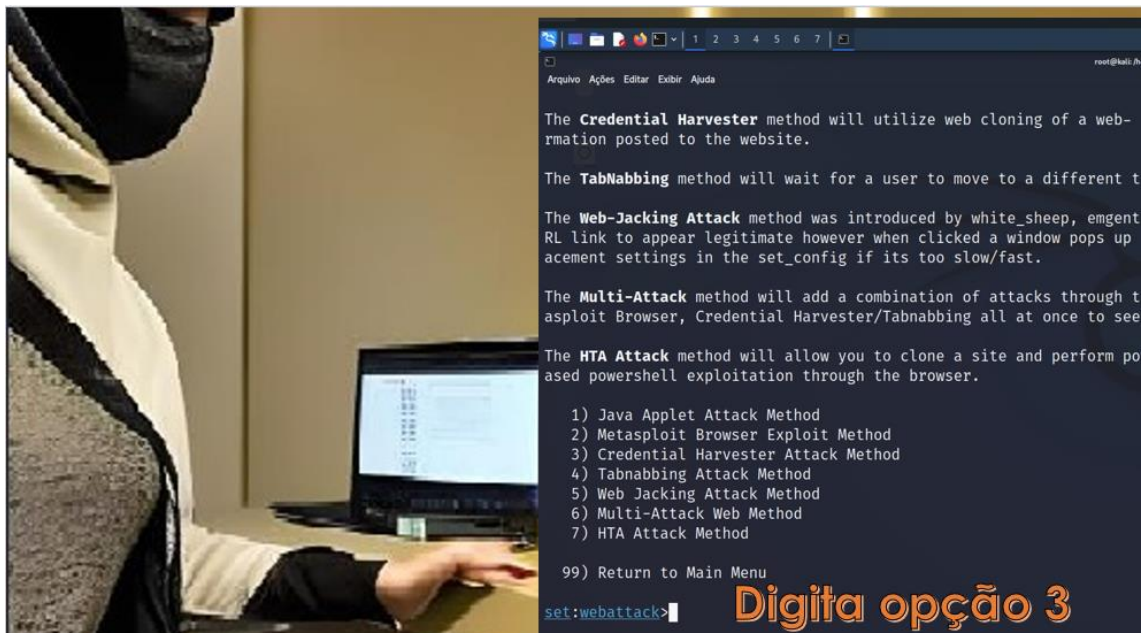 1 2 3 4 5 6 7
root@kali: /h
Arquivo Ações Editar Exibir Ajuda
The Credential Harvester method will utilize web cloning of a web-
rmation posted to the website.
The TabNabbing method will wait for a user to move to a different t
The Web-Jacking Attack method was introduced by white_sheep, emgent
RL link to appear legitimate however when clicked a window pops up
acement settings in the set_config if its too slow/fast.
The Multi-Attack method will add a combination of attacks through t
asploit Browser, Credential Harvester/Tabnabbing all at once to see
The HTA Attack method will allow you to clone a site and perform po
ased powershell exploitation through the browser.
1) Java Applet Attack Method
2) Metasploit Browser Exploit Method
3) Credential Harvester Attack Method
4) Tabnabbing Attack Method
5) Web Jacking Attack Method
6) Multi-Attack Web Method
7) HTA Attack Method
99) Return to Main Menu
set:webattack>
Digita opção 3